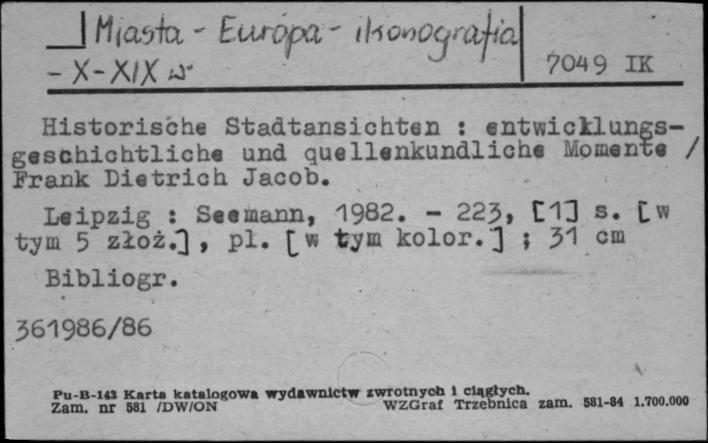 Miasta - Europa - ikonografia
- X-XIX w
7049 IK
Historische Stadtansichten : entwicklungs-
geschichtliche und quellenkundliche Momente /
Frank Dietrich Jacob.
Leipzig : Seemann, 1982. - 223, [1] s. [w
tym 5 złoż.], pl. [w tym kolor.] ; 31 cm
Bibliogr.
361986/86
Pu-B-143 Karta katalogowa wydawnictw zwrotnych i ciągłych.
Zam. nr 581 /DW/ON WZGraf Trzebnica zam. 581-84 1.700.000